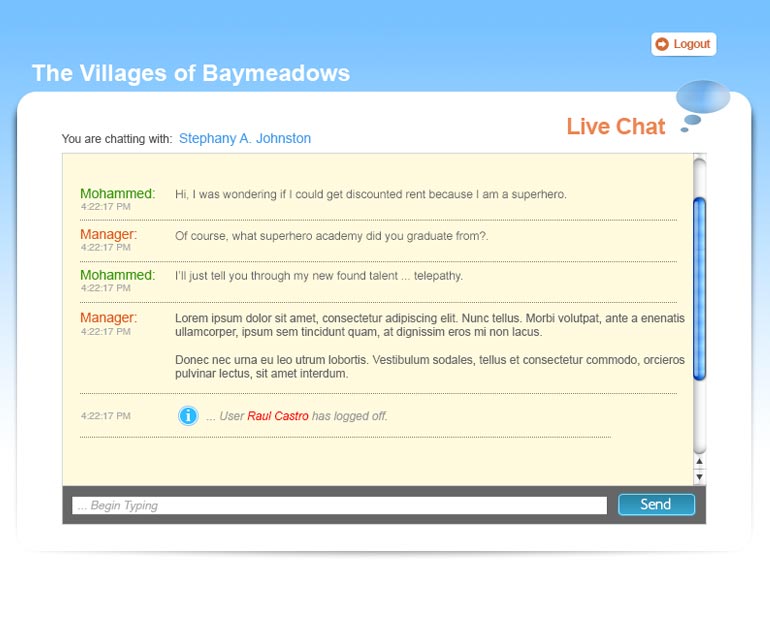 Logout
The Villages of Baymeadows
Live Chat
You are chatting with: Stephany A. Johnston
Mohammed: Hi, I was wondering if I could get discounted rent because I am a superhero.
4:22:17 PM
Manager: Of course, what superhero academy did you graduate from?.
4:22:17 PM
Mohammed: I'll just tell you through my new found talent ... telepathy.
4:22:17 PM
Manager: Lorem ipsum dolor sit amet, consectetur adipiscing elit. Nunc tellus. Morbi volutpat, ante a enenatis
4:22:17 PM ullamcorper, ipsum sem tincidunt quam, at dignissim eros mi non lacus.
Donec nec urna eu leo utrum lobortis. Vestibulum sodales, tellus et consectetur commodo, orcieros
pulvinar lectus, sit amet interdum.
4:22:17 PM i ... User Raul Castro has logged off.
... Begin Typing Send